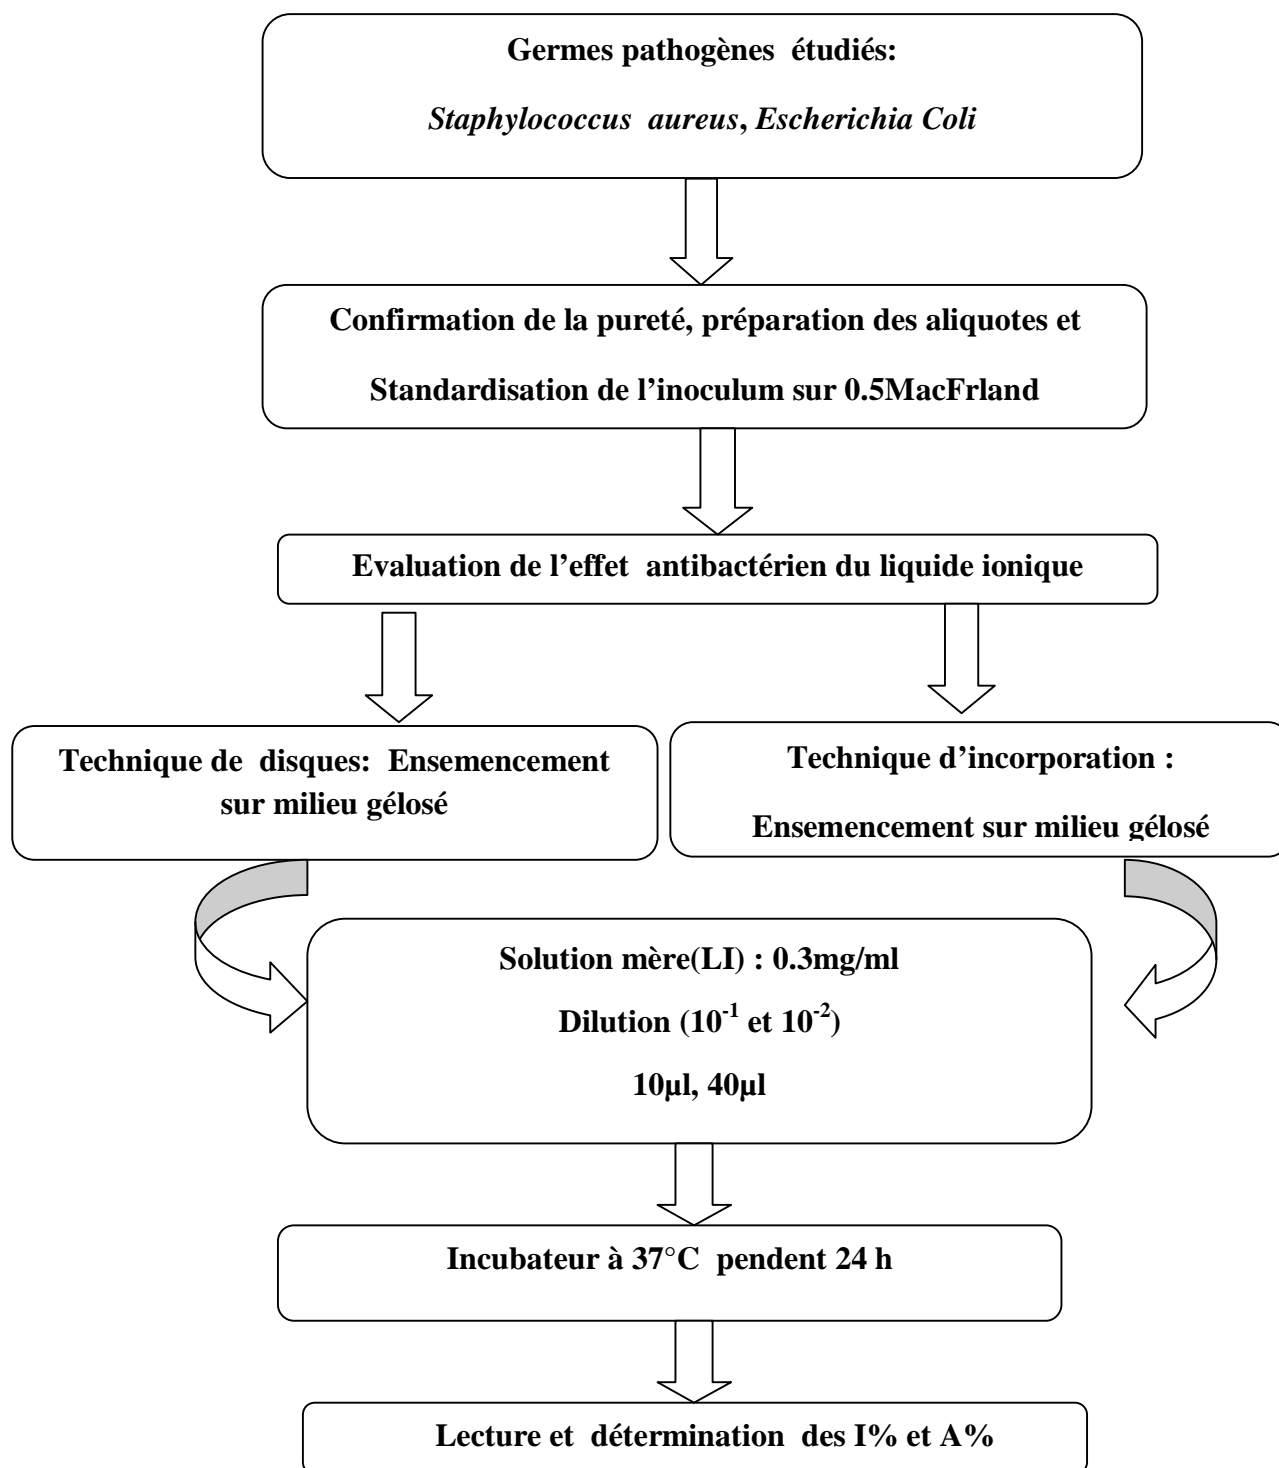 Germes pathogènes étudiés:
Staphylococcus aureus, Escherichia Coli
Confirmation de la pureté, préparation des aliquotes et
Standardisation de l’inoculum sur 0.5MacFrland
Evaluation de l’effet antibactérien du liquide ionique
Technique de disques: Ensemencement
sur milieu gélosé
Technique d’incorporation :
Ensemencement sur milieu gélosé
Solution mère(LI) : 0.3mg/ml
Dilution (10⁻¹ et 10⁻²)
10µl, 40µl
Incubateur à 37°C pendent 24 h
Lecture et détermination des I% et A%